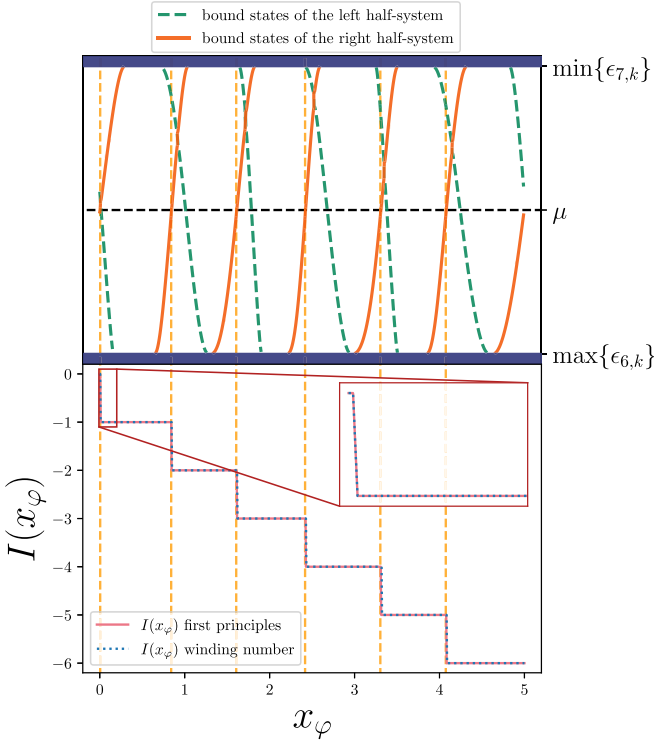 bound states of the left half-system
bound states of the right half-system
min{ϵ₇,ₖ}
μ
max{ϵ₆,ₖ}
0
−1
−2
−3
−4
−5
−6
I(xᵩ)
I(xᵩ) first principles
I(xᵩ) winding number
0 1 2 3 4 5
xᵩ